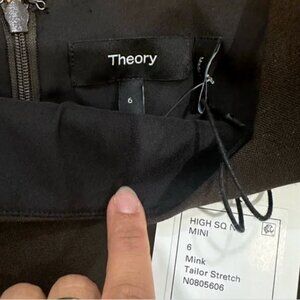 Theory
6
HIGH SQ N
MINI
6
Mink
Tailor Stretch
N0805606